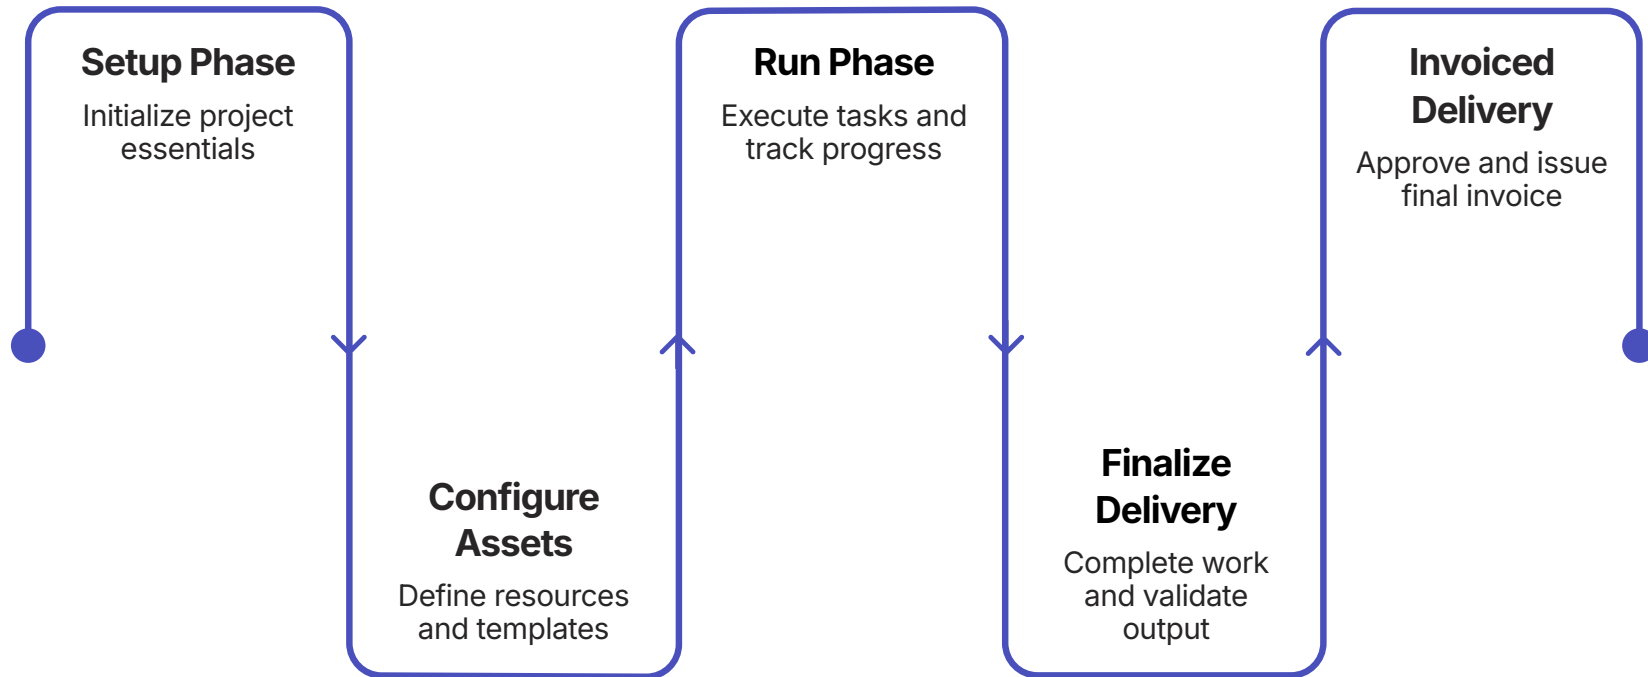 Setup Phase
Initialize project
essentials
Configure
Assets
Define resources
and templates
Run Phase
Execute tasks and
track progress
Finalize
Delivery
Complete work
and validate
output
Invoiced
Delivery
Approve and issue
final invoice